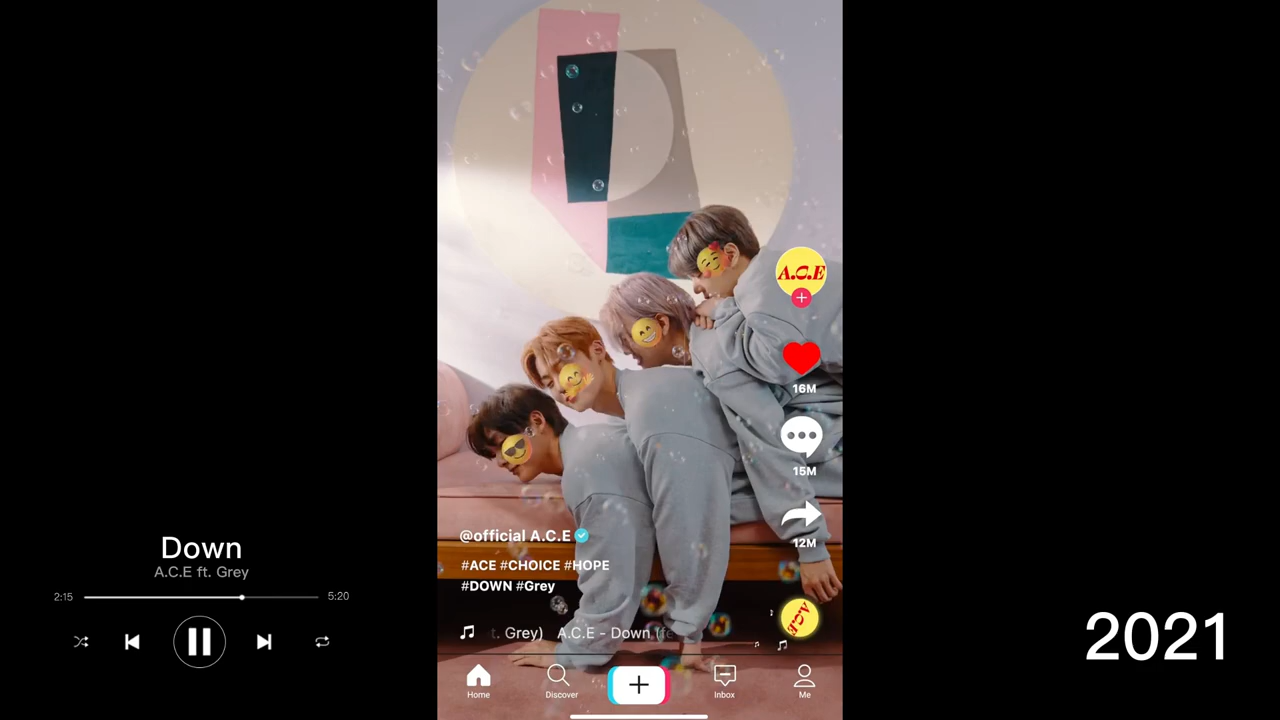 Down
A.C.E ft. Grey
2:15
5:20
A.C.E
16M
15M
12M
@official A.C.E
#ACE #CHOICE #HOPE
#DOWN #Grey
t. Grey) A.C.E - Down (fe
A.C.E
Home
Discover
Inbox
Me
2021